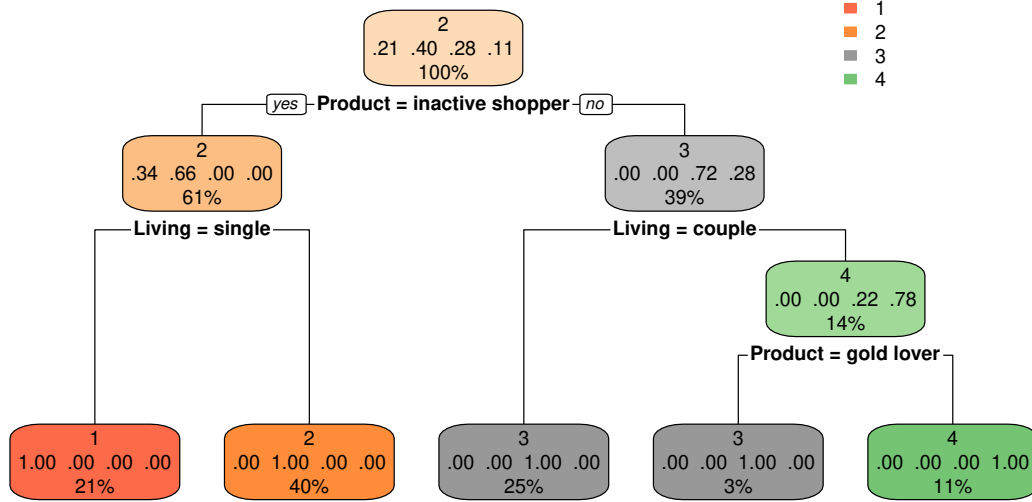 2
.21 .40 .28 .11
100%
1
2
3
4
yes Product = inactive shopper no
2
.34 .66 .00 .00
61%
3
.00 .00 .72 .28
39%
Living = single
Living = couple
4
.00 .00 .22 .78
14%
Product = gold lover
1
1.00 .00 .00 .00
21%
2
.00 1.00 .00 .00
40%
3
.00 .00 1.00 .00
25%
3
.00 .00 1.00 .00
3%
4
.00 .00 .00 1.00
11%